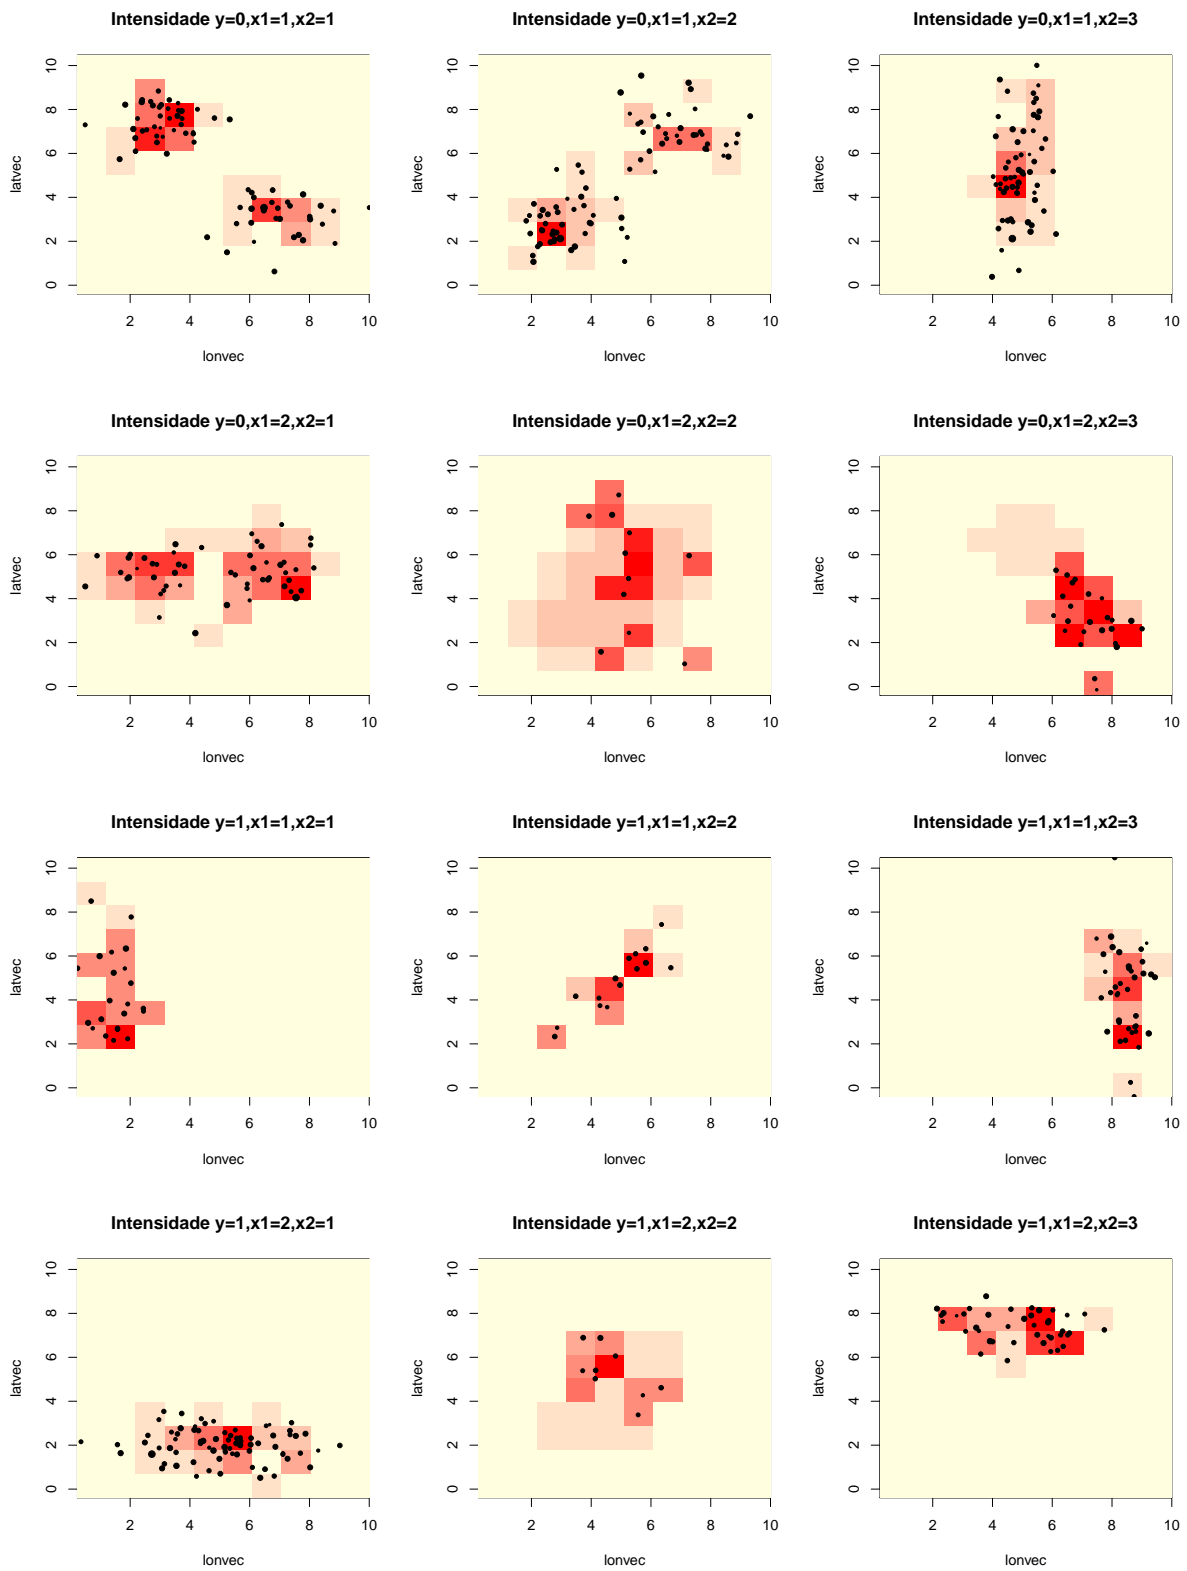 Intensidade y=0,x1=1,x2=1
Intensidade y=0,x1=1,x2=2
Intensidade y=0,x1=1,x2=3
latvec
0 2 4 6 8 10
2 4 6 8 10
lonvec
latvec
0 2 4 6 8 10
2 4 6 8 10
lonvec
latvec
0 2 4 6 8 10
2 4 6 8 10
lonvec
Intensidade y=0,x1=2,x2=1
Intensidade y=0,x1=2,x2=2
Intensidade y=0,x1=2,x2=3
latvec
0 2 4 6 8 10
2 4 6 8 10
lonvec
latvec
0 2 4 6 8 10
2 4 6 8 10
lonvec
latvec
0 2 4 6 8 10
2 4 6 8 10
lonvec
Intensidade y=1,x1=1,x2=1
Intensidade y=1,x1=1,x2=2
Intensidade y=1,x1=1,x2=3
latvec
0 2 4 6 8 10
2 4 6 8 10
lonvec
latvec
0 2 4 6 8 10
2 4 6 8 10
lonvec
latvec
0 2 4 6 8 10
2 4 6 8 10
lonvec
Intensidade y=1,x1=2,x2=1
Intensidade y=1,x1=2,x2=2
Intensidade y=1,x1=2,x2=3
latvec
0 2 4 6 8 10
2 4 6 8 10
lonvec
latvec
0 2 4 6 8 10
2 4 6 8 10
lonvec
latvec
0 2 4 6 8 10
2 4 6 8 10
lonvec